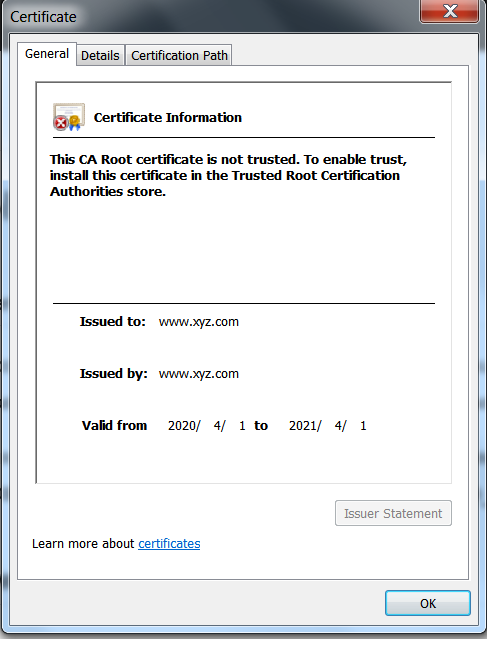 Certificate
General Details Certification Path
Certificate Information
This CA Root certificate is not trusted. To enable trust,
install this certificate in the Trusted Root Certification
Authorities store.
Issued to: www.xyz.com
Issued by: www.xyz.com
Valid from 2020/ 4/ 1 to 2021/ 4/ 1
Issuer Statement
Learn more about certificates
OK